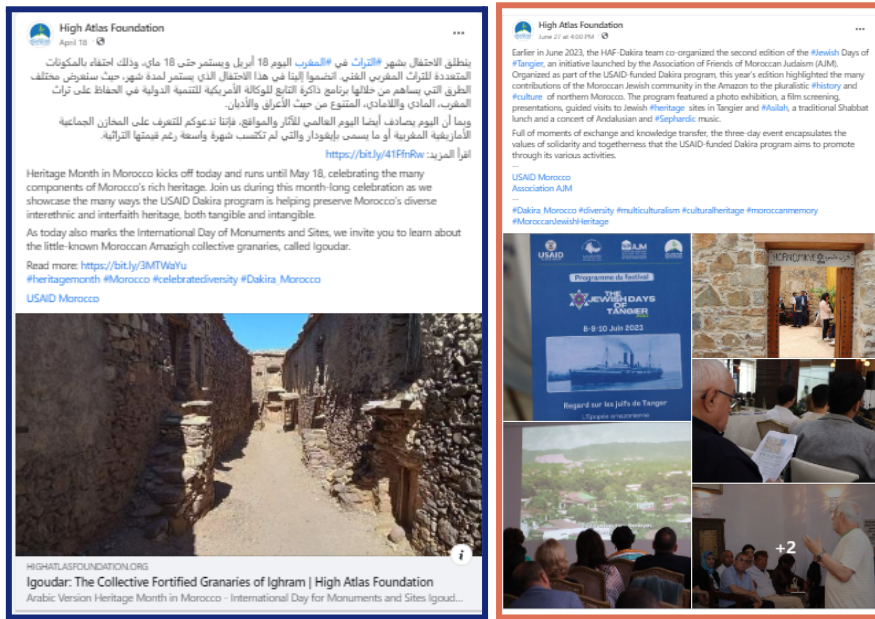 High Atlas Foundation
April 18 ·
ينطلق الاحتفال بشهر #التراث في #المغرب اليوم 18 أبريل ويستمر حتى 18 ماي، وذلك احتفاء بالمكونات
المتعددة للتراث المغربي الغني. انضموا إلينا في هذا الاحتفال الذي يستمر لمدة شهر، حيث سنعرض مختلف
الطرق التي يساهم من خلالها برنامج ذاكرة التابع للوكالة الأمريكية للتنمية الدولية في الحفاظ على تراث
المغرب، المادي واللامادي، المتنوع من حيث الأعراق والأديان.
وبما أن اليوم يصادف أيضا اليوم العالمي للآثار والمواقع، فإننا ندعوكم للتعرف على المخازن الجماعية
الأمازيغية المغربية أو ما يسمى بإيغودار والتي لم تكتسب شهرة واسعة رغم قيمتها التراثية.
اقرأ المزيد: https://bit.ly/41FfnRw
Heritage Month in Morocco kicks off today and runs until May 18, celebrating the many
components of Morocco's rich heritage. Join us during this month-long celebration as we
showcase the many ways the USAID Dakira program is helping preserve Morocco's diverse
interethnic and interfaith heritage, both tangible and intangible.
As today also marks the International Day of Monuments and Sites, we invite you to learn about
the little-known Moroccan Amazigh collective granaries, called Igoudar.
Read more: https://bit.ly/3MTWaYu
#heritagemonth #Morocco #celebratediversity #Dakira_Morocco
USAID Morocco
HIGHATLASFOUNDATION.ORG
Igoudar: The Collective Fortified Granaries of Ighram | High Atlas Foundation
Arabic Version Heritage Month in Morocco - International Day for Monuments and Sites Igoud...
High Atlas Foundation
June 27 at 4:00 PM ·
Earlier in June 2023, the HAF-Dakira team co-organized the second edition of the #Jewish Days of
#Tangier, an initiative launched by the Association of Friends of Moroccan Judaism (AJM).
Organized as part of the USAID-funded Dakira program, this year's edition highlighted the many
contributions of the Moroccan Jewish community in the Amazon to the pluralistic #history and
#culture of northern Morocco. The program featured a photo exhibition, a film screening,
presentations, guided visits to Jewish #heritage sites in Tangier and #Asilah, a traditional Shabbat
lunch and a concert of Andalusian and #Sephardic music.
Full of moments of exchange and knowledge transfer, the three-day event encapsulates the
values of solidarity and togetherness that the USAID-funded Dakira program aims to promote
through its various activities.
--
USAID Morocco
Association AJM
--
#Dakira_Morocco #diversity #multiculturalism #culturalheritage #moroccanmemory
#MoroccanJewishHeritage
USAID
AJM
Programme du festival
THE
JEWISH DAYS
OF TANGIER
8-9-10 Juin 2023
Regard sur les juifs de Tanger
L'Épopée amazonienne
+2